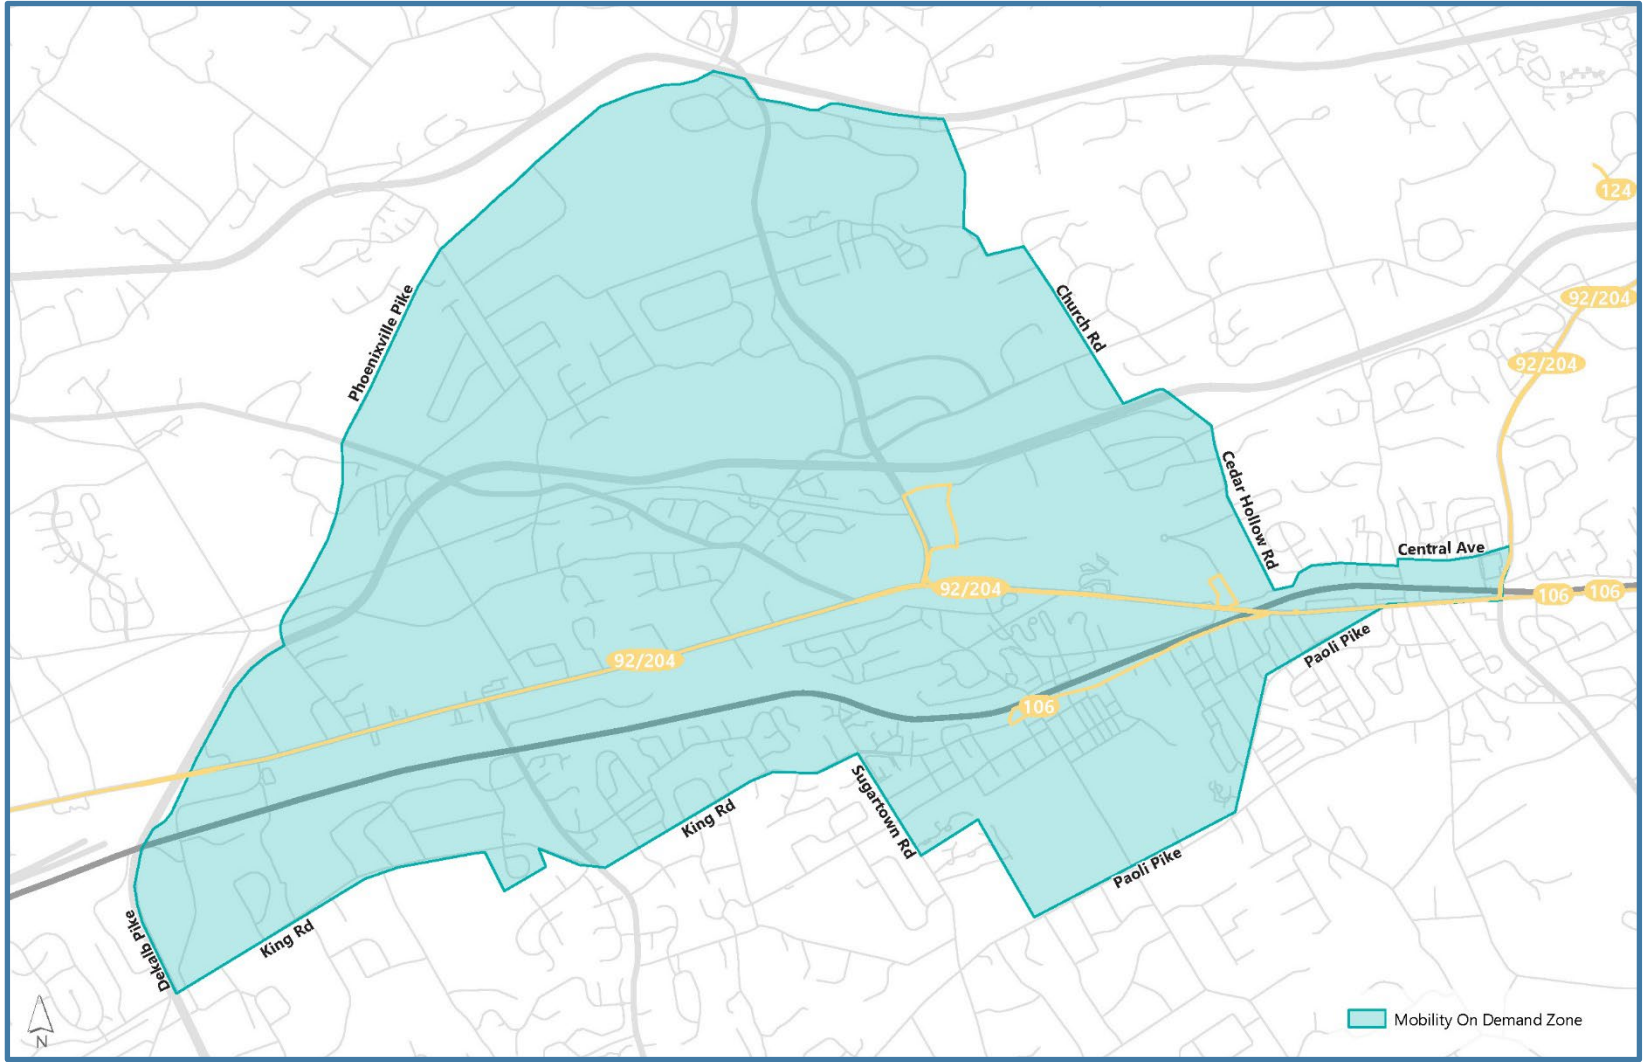 124
92/204
Phoenixville Pike
Church Rd
92/204
Cedar Hollow Rd
Central Ave
92/204
106
106
Paoli Pike
92/204
106
Sugartown Rd
King Rd
Paoli Pike
Dekalb Pike
King Rd
N
Mobility On Demand Zone